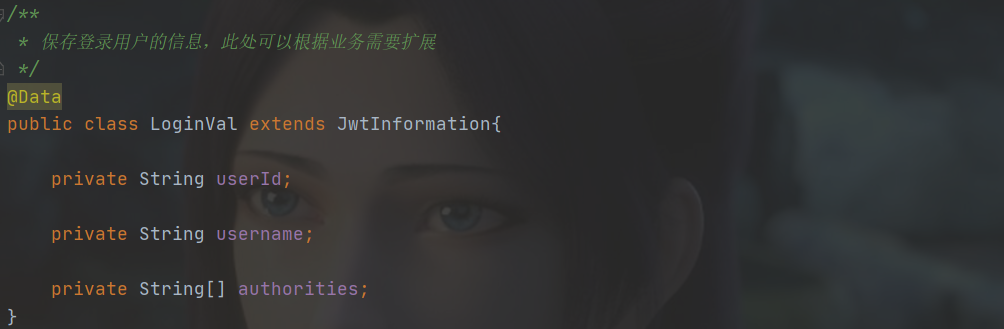 /**
 * 保存登录用户的信息，此处可以根据业务需要扩展
 */
@Data
public class LoginVal extends JwtInformation{
    private String userId;
    private String username;
    private String[] authorities;
}